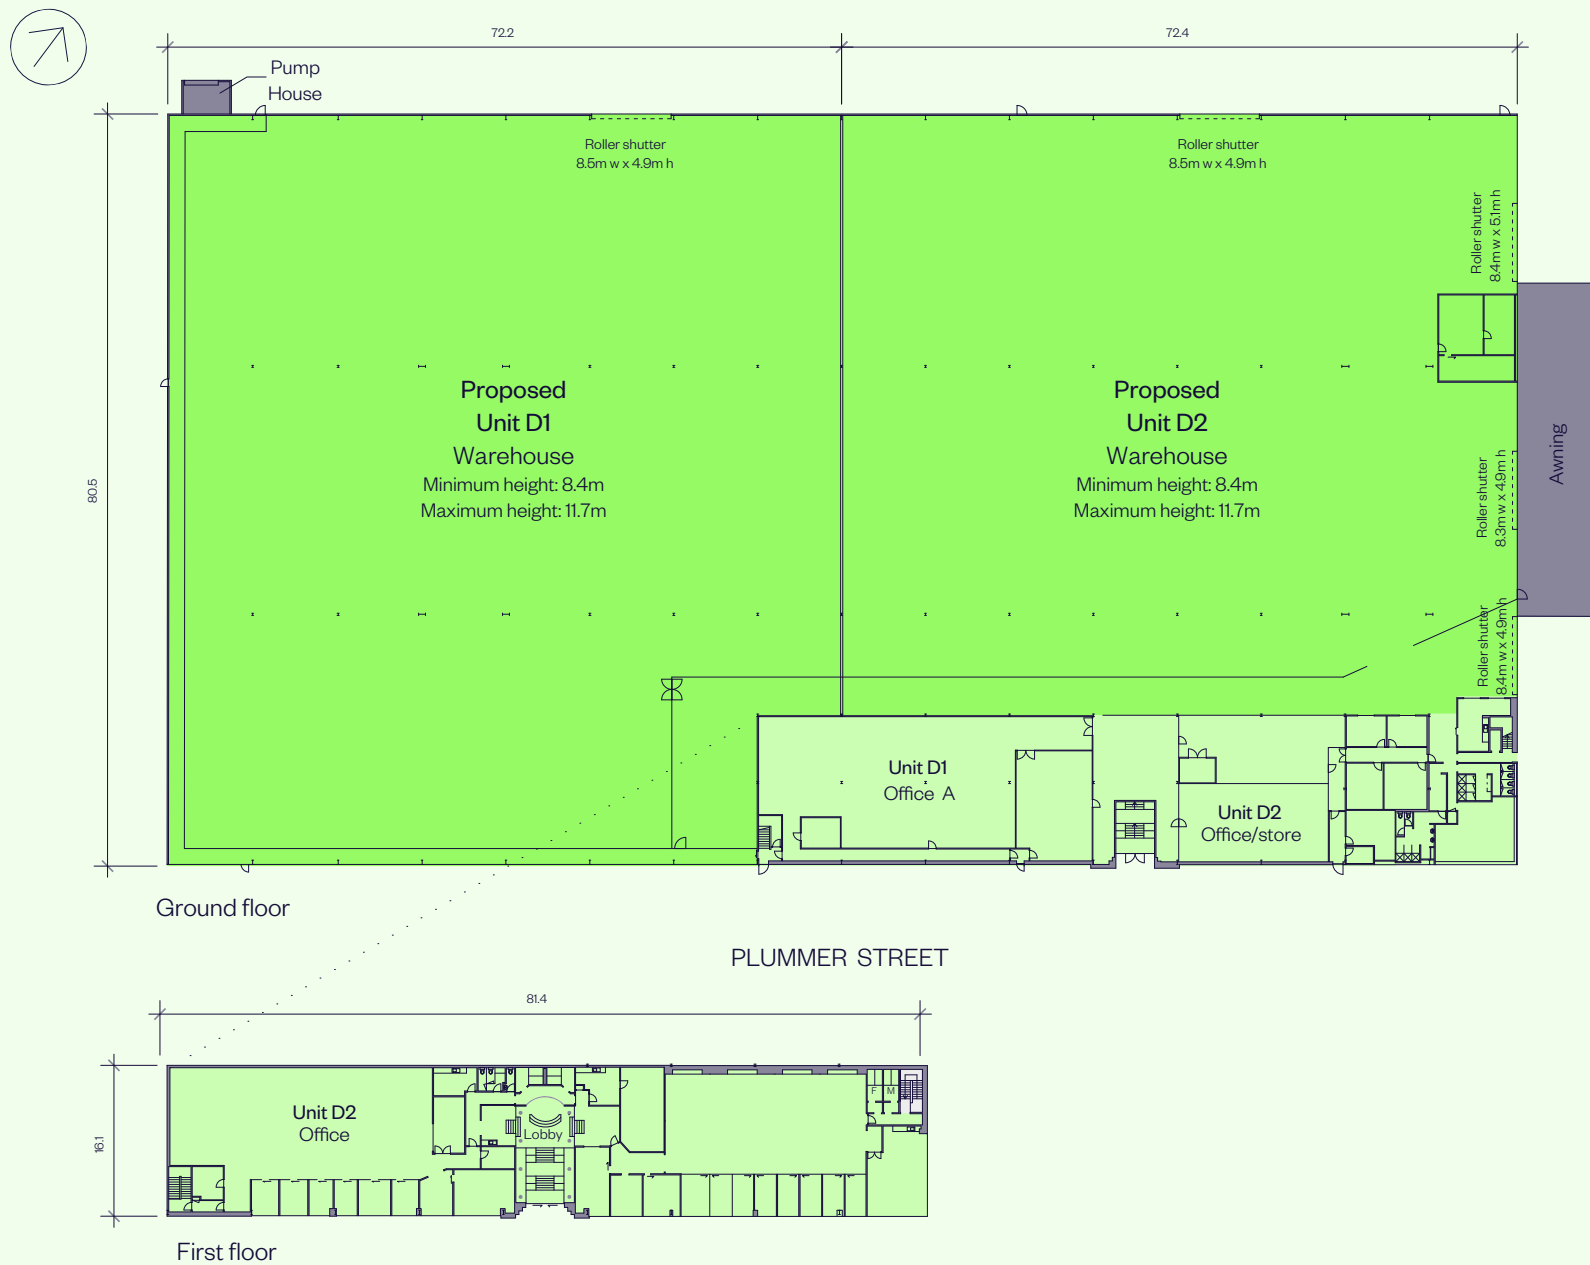 72.2
72.4
Pump
House
Roller shutter
8.5m w x 4.9m h
Roller shutter
8.5m w x 4.9m h
Roller shutter
8.4m w x 5.1m h
80.5
Proposed
Unit D1
Warehouse
Minimum height: 8.4m
Maximum height: 11.7m
Proposed
Unit D2
Warehouse
Minimum height: 8.4m
Maximum height: 11.7m
Awning
Roller shutter
8.3m w x 4.9m h
Roller shutter
8.4m w x 4.9m h
Unit D1
Office A
Unit D2
Office/store
Ground floor
PLUMMER STREET
81.4
16.1
Unit D2
Office
Lobby
F M
First floor